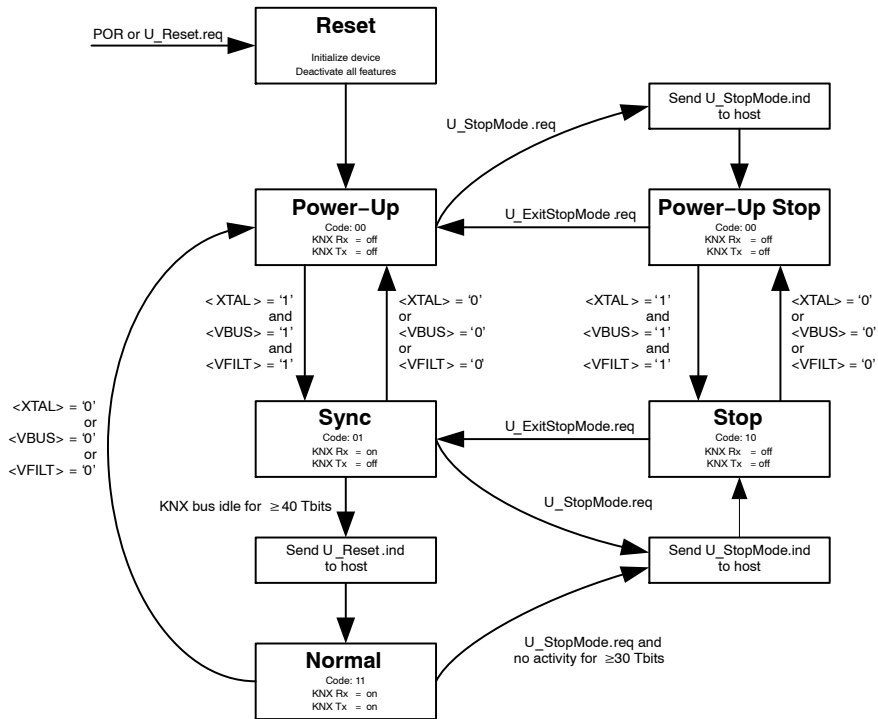 POR or U_Reset.req
Reset
Initialize device
Deactivate all features
U_StopMode .req
Send U_StopMode.ind
to host
Power−Up
Code: 00
KNX Rx = off
KNX Tx = off
U_ExitStopMode.req
Power−Up Stop
Code: 00
KNX Rx = off
KNX Tx = off
<XTAL> = '1'
and
<VBUS> = '1'
and
<VFILT> = '1'
<XTAL> = '0'
or
<VBUS> = '0'
or
<VFILT> = '0'
<XTAL> = '1'
and
<VBUS> = '1'
and
<VFILT> = '1'
<XTAL> = '0'
or
<VBUS> = '0'
or
<VFILT> = '0'
<XTAL> = '0'
or
<VBUS> = '0'
or
<VFILT> = '0'
Sync
Code: 01
KNX Rx = on
KNX Tx = off
U_ExitStopMode.req
Stop
Code: 10
KNX Rx = off
KNX Tx = off
KNX bus idle for ≥40 Tbits
U_StopMode.req
Send U_Reset.ind
to host
Send U_StopMode.ind
to host
Normal
Code: 11
KNX Rx = on
KNX Tx = on
U_StopMode.req and
no activity for ≥30 Tbits